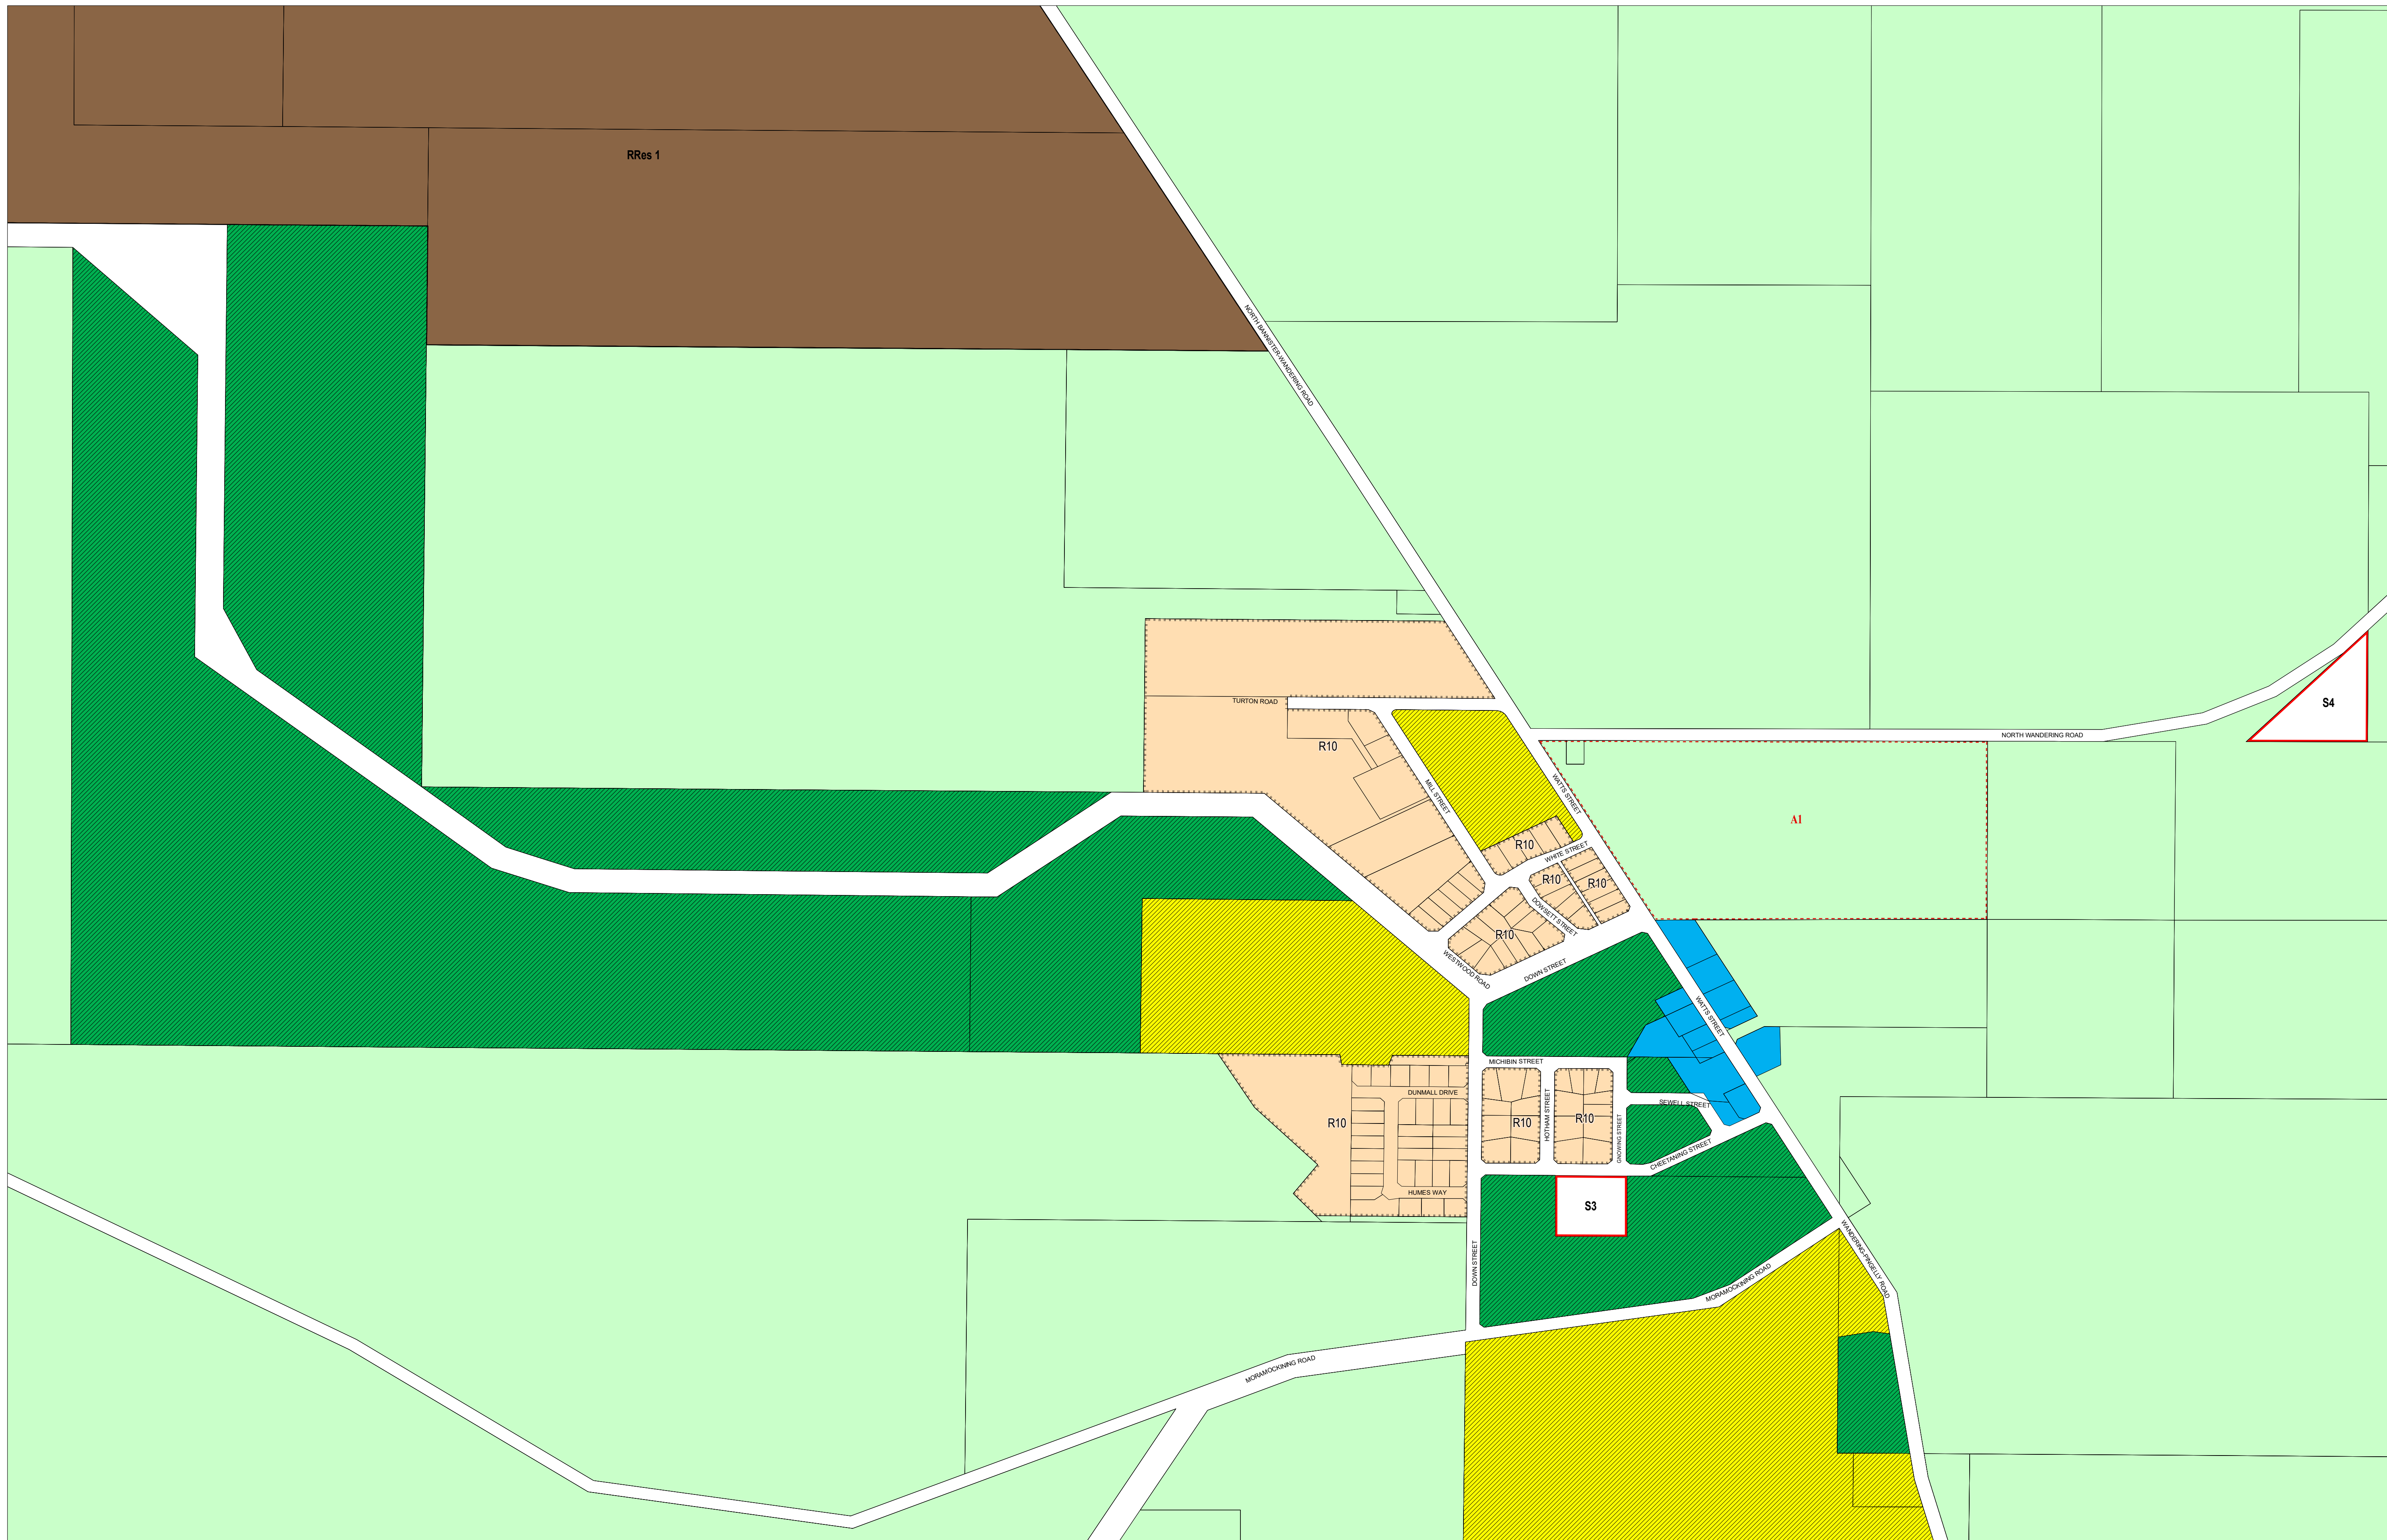 RRes 1
NORTH BANNISTER-WANDERING ROAD
TURTON ROAD
S4
NORTH WANDERING ROAD
R10
MILL STREET
WATTS STREET
A1
R10
WHITE STREET
R10
R10
DOWSETT STREET
R10
WESTWOOD ROAD
DOWN STREET
WATTS STREET
MICHIBIN STREET
DUNMALL DRIVE
R10
HOTHAM STREET
R10
R10
GNOWING STREET
SEWELL STREET
CHEETANING STREET
HUMES WAY
S3
DOWN STREET
WANDERING-PINGELLY ROAD
MORAMOCKINING ROAD
MORAMOCKINING ROAD